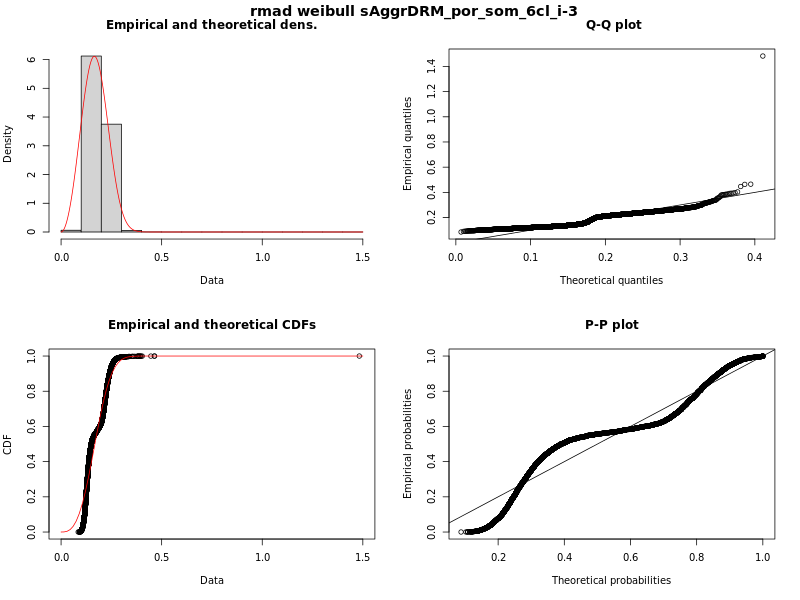 rmad weibull sAggrDRM_por_som_6cl_i-3
Empirical and theoretical dens.
Density
0 1 2 3 4 5 6
0.0 0.5 1.0 1.5
Data
Q-Q plot
Empirical quantiles
0.2 0.4 0.6 0.8 1.0 1.2 1.4
0.0 0.1 0.2 0.3 0.4
Theoretical quantiles
Empirical and theoretical CDFs
CDF
0.0 0.2 0.4 0.6 0.8 1.0
0.0 0.5 1.0 1.5
Data
P-P plot
Empirical probabilities
0.0 0.2 0.4 0.6 0.8 1.0
0.2 0.4 0.6 0.8 1.0
Theoretical probabilities